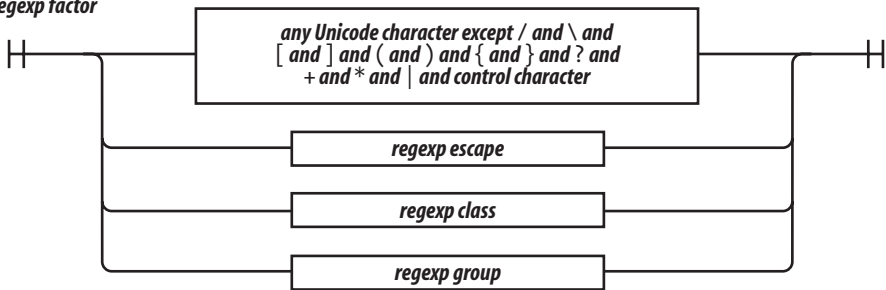 egexp factor
any Unicode character except / and \ and
[ and ] and ( and ) and { and } and ? and
+ and * and | and control character
regexp escape
regexp class
regexp group